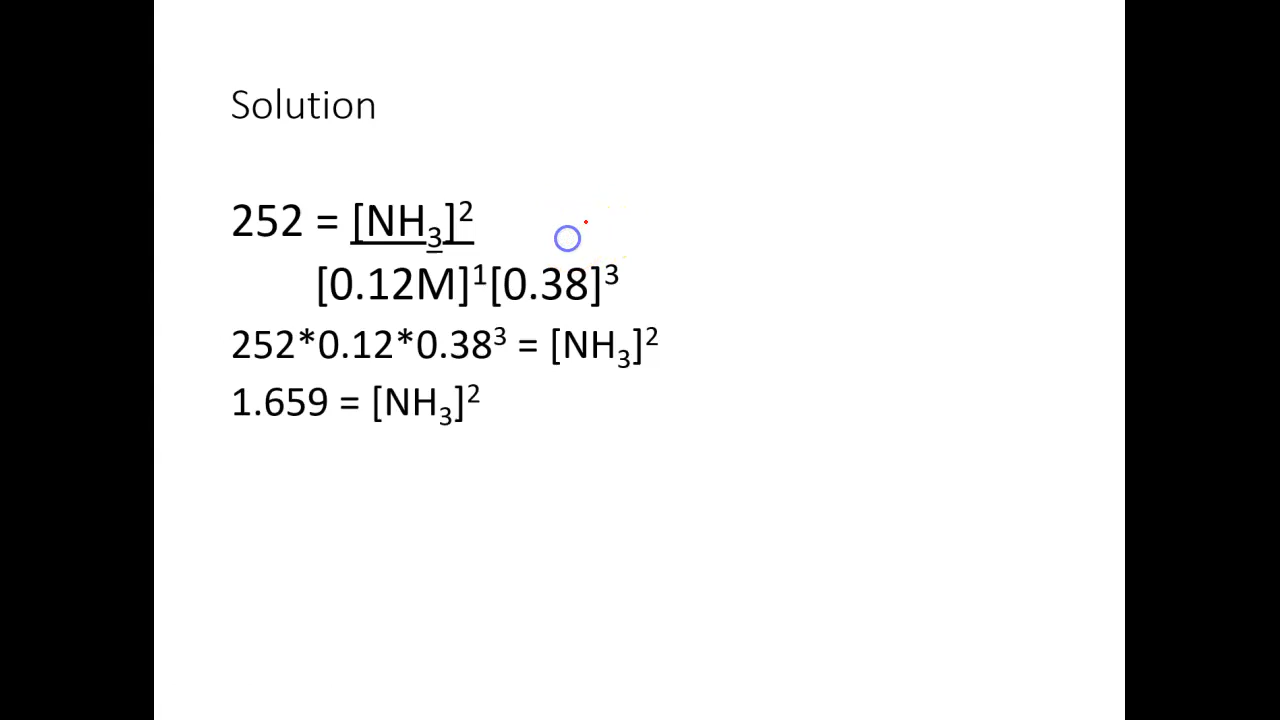 Solution
252 = [NH₃]²
[0.12M]¹[0.38]³
252*0.12*0.38³ = [NH₃]²
1.659 = [NH₃]²